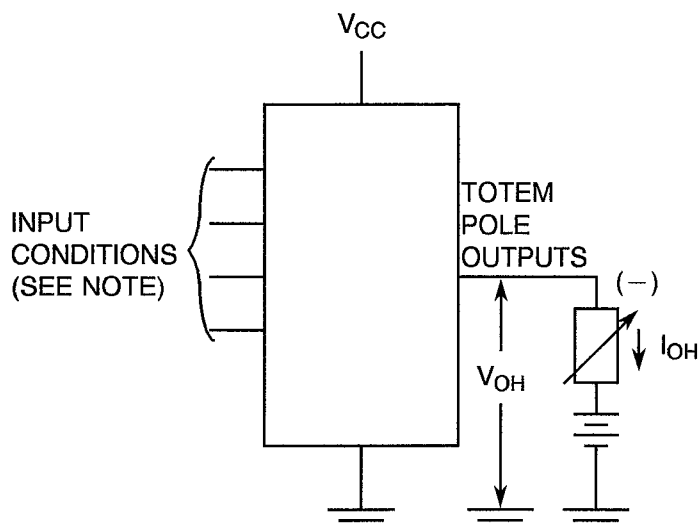 VCC
INPUT
CONDITIONS
(SEE NOTE)
TOTEM
POLE
OUTPUTS
(−)
IOH
VOH